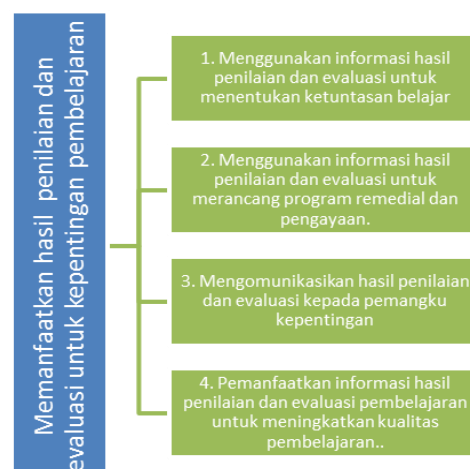 Memanfaatkan hasil penilaian dan
evaluasi untuk kepentingan pembelajaran
1. Menggunakan informasi hasil
penilaian dan evaluasi untuk
menentukan ketuntasan belajar
2. Menggunakan informasi hasil
penilaian dan evaluasi untuk
merancang program remedial dan
pengayaan.
3. Mengomunikasikan hasil penilaian
dan evaluasi kepada pemangku
kepentingan
4. Pemanfaatkan informasi hasil
penilaian dan evaluasi pembelajaran
untuk meningkatkan kualitas
pembelajaran..